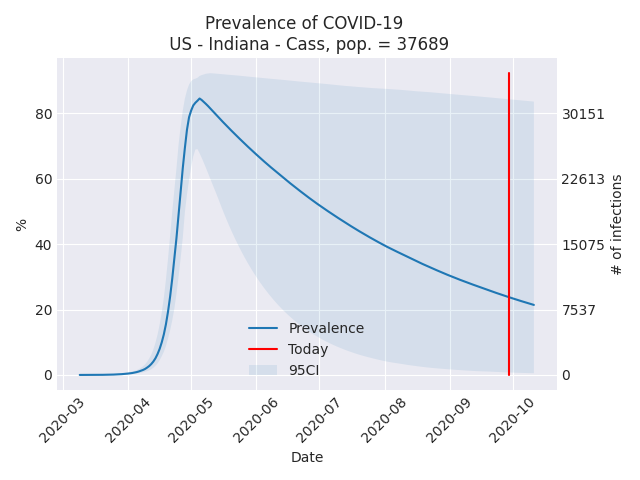 Prevalence of COVID-19
US - Indiana - Cass, pop. = 37689
80
60
40
20
0
%
30151
22613
15075
7537
0
# of infections
Prevalence
Today
95CI
2020-03
2020-04
2020-05
2020-06
2020-07
2020-08
2020-09
2020-10
Date